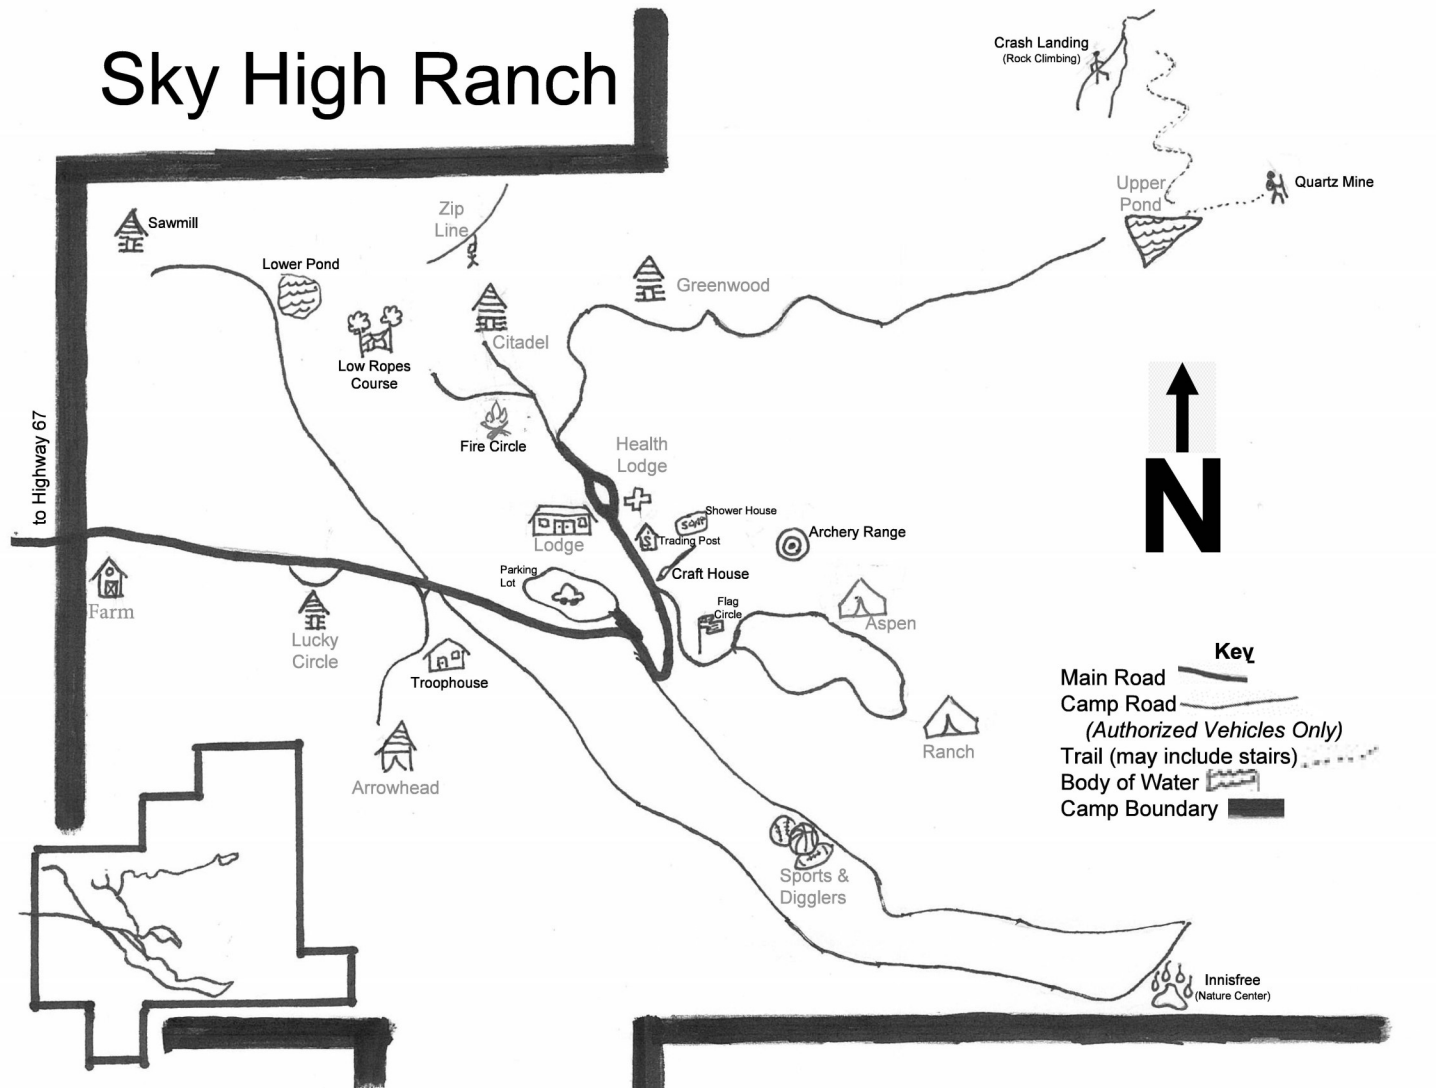 Sky High Ranch
Crash Landing
(Rock Climbing)
Quartz Mine
Upper
Pond
Sawmill
Zip
Line
Lower Pond
Greenwood
Citadel
Low Ropes
Course
Fire Circle
to Highway 67
Health
Lodge
Shower House
SOAP
Lodge
S
Trading Post
Archery Range
Parking
Lot
Craft House
Flag
Circle
Aspen
Farm
Lucky
Circle
Troophouse
Arrowhead
Ranch
N
Key
Main Road
Camp Road
(Authorized Vehicles Only)
Trail (may include stairs)
Body of Water
Camp Boundary
Sports &
Digglers
Innisfree
(Nature Center)